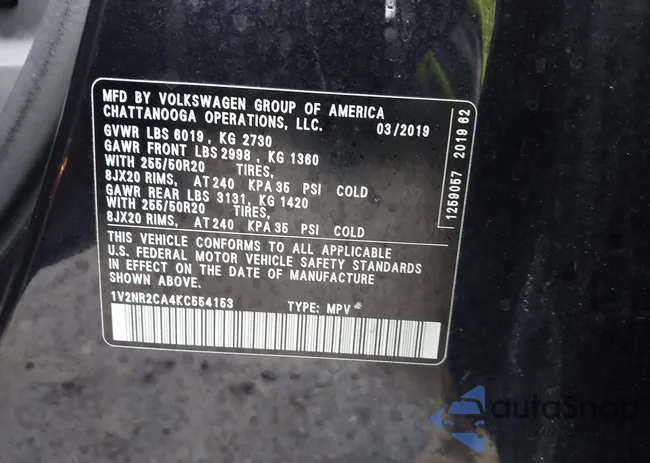 MFD BY VOLKSWAGEN GROUP OF AMERICA
CHATTANOOGA OPERATIONS, LLC. 03/2019
GVWR LBS 6019 , KG 2730
GAWR FRONT LBS 2998 , KG 1360
WITH 255/50R20 TIRES,
8JX20 RIMS, AT 240 KPA 35 PSI COLD
GAWR REAR LBS 3131, KG 1420
WITH 255/50R20 TIRES,
8JX20 RIMS, AT 240 KPA 35 PSI COLD
THIS VEHICLE CONFORMS TO ALL APPLICABLE
U.S. FEDERAL MOTOR VEHICLE SAFETY STANDARDS
IN EFFECT ON THE DATE OF MANUFACTURE
SHOWN ABOVE.
1V2NR2CA4KC554153 TYPE: MPV *
1259057 2019 62
autoSnap